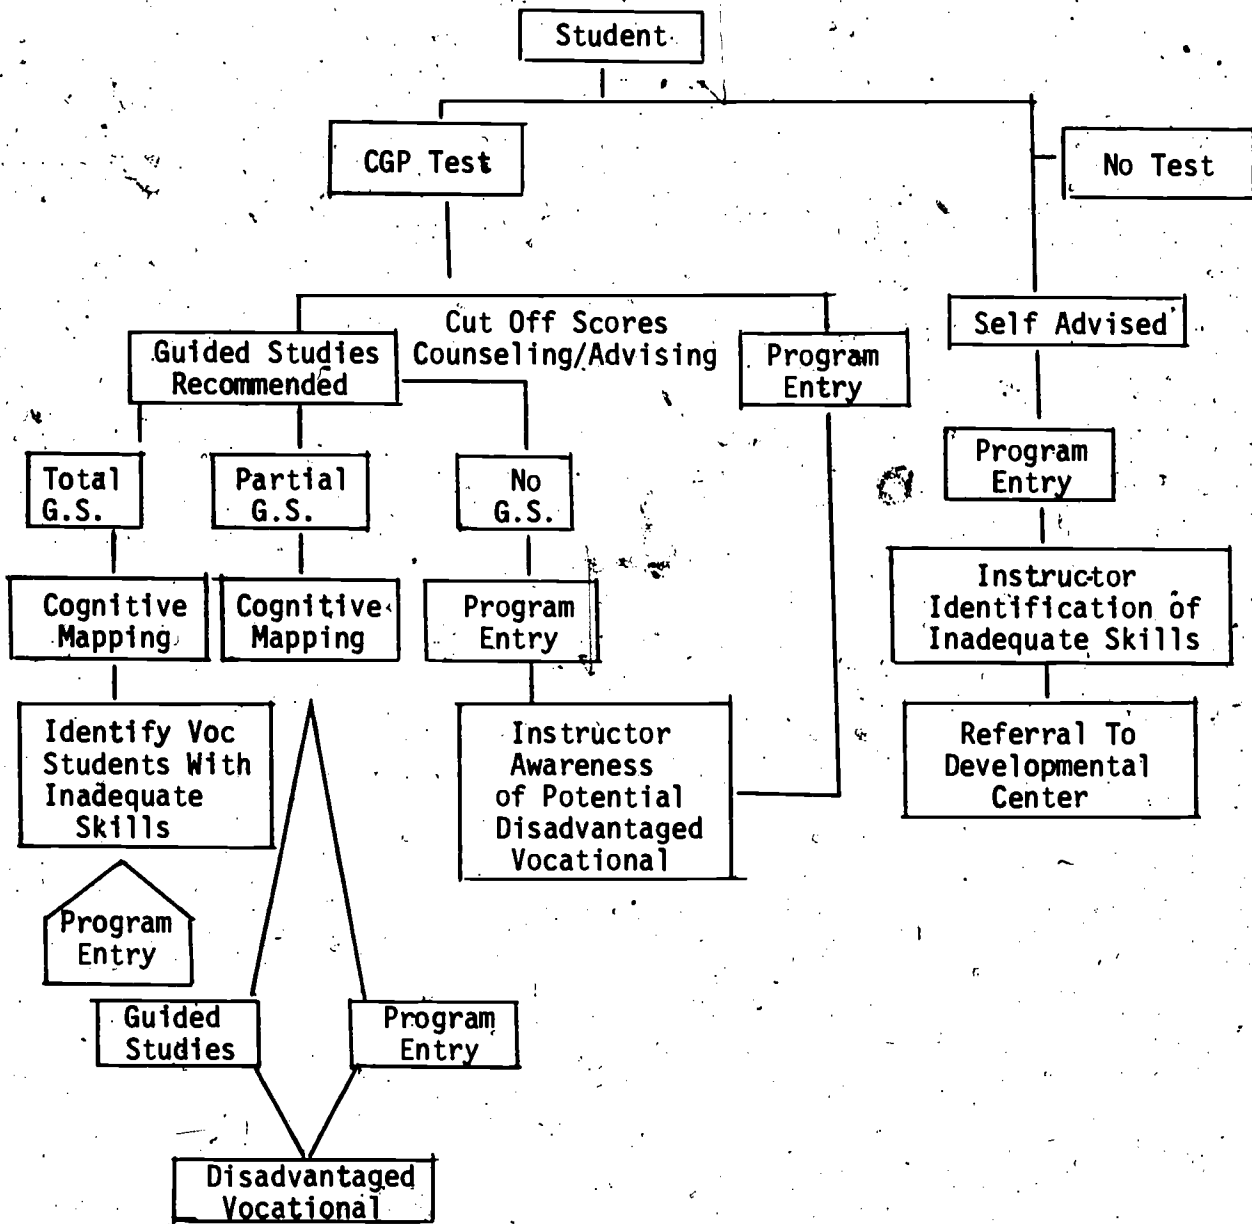 Student
CGP Test
No Test
Cut Off Scores
Counseling/Advising
Guided Studies
Recommended
Program
Entry
Self Advised
Total
G.S.
Partial
G.S.
No
G.S.
Program
Entry
Cognitive
Mapping
Cognitive
Mapping
Program
Entry
Instructor
Identification of
Inadequate Skills
Identify Voc
Students With
Inadequate
Skills
Instructor
Awareness
of Potential
Disadvantaged
Vocational
Referral To
Developmental
Center
Program
Entry
Guided
Studies
Program
Entry
Disadvantaged
Vocational